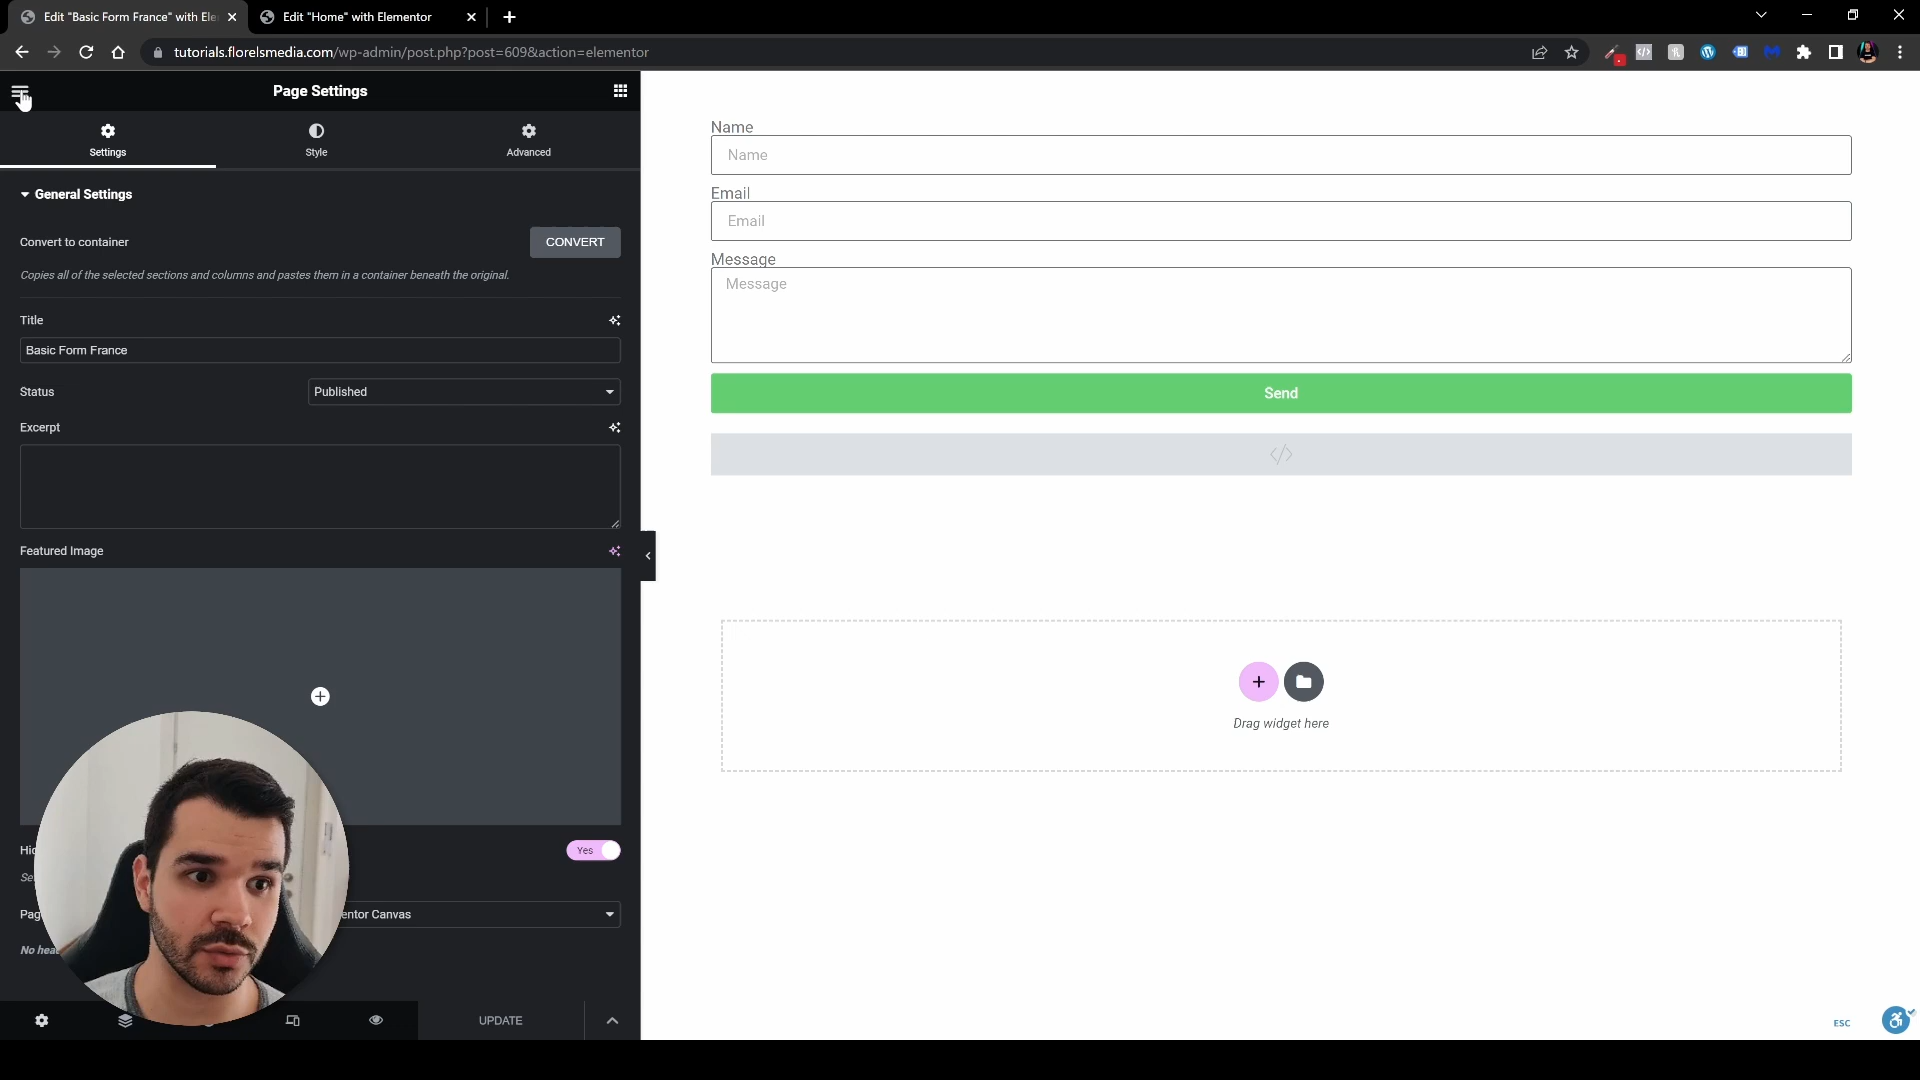 Edit "Basic Form France" with Ele
Edit "Home" with Elementor
tutorials.florelsmedia.com/wp-admin/post.php?post=609&action=elementor
Page Settings
Settings
Style
Advanced
General Settings
Convert to container
CONVERT
Copies all of the selected sections and columns and pastes them in a container beneath the original.
Title
Basic Form France
Status
Published
Excerpt
Featured Image
Yes
entor Canvas
No hea
UPDATE
Name
Name
Email
Email
Message
Message
Send
Drag widget here
ESC